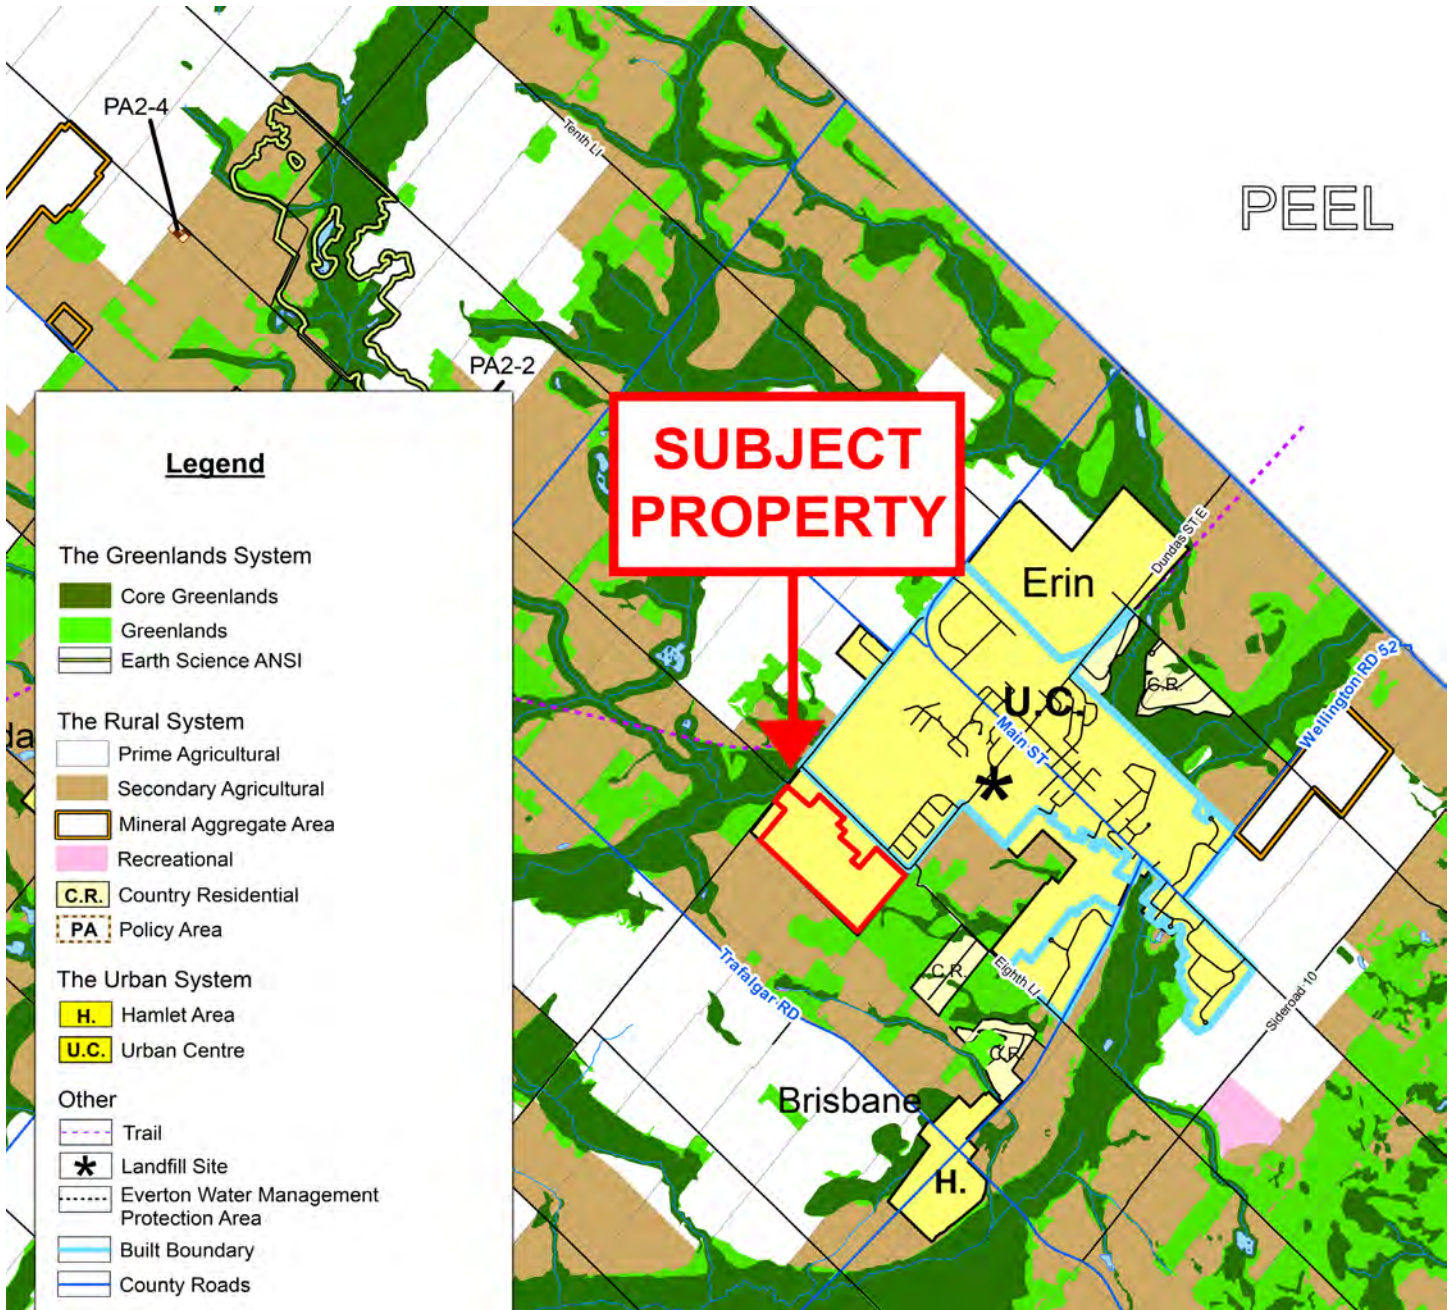 PA2-4
Tenth LI
PEEL
PA2-2
SUBJECT
PROPERTY
Legend
The Greenlands System
Core Greenlands
Greenlands
Earth Science ANSI
The Rural System
Prime Agricultural
Secondary Agricultural
Mineral Aggregate Area
Recreational
C.R. Country Residential
PA Policy Area
The Urban System
H. Hamlet Area
U.C. Urban Centre
Other
Trail
Landfill Site
Everton Water Management
Protection Area
Built Boundary
County Roads
Dundas ST E
Erin
Wellington RD 52
C.R.
U.C.
Main ST
da
Trafalgar RD
C.R.
Eighth LI
Sideroad 10
C.R.
Brisbane
H.